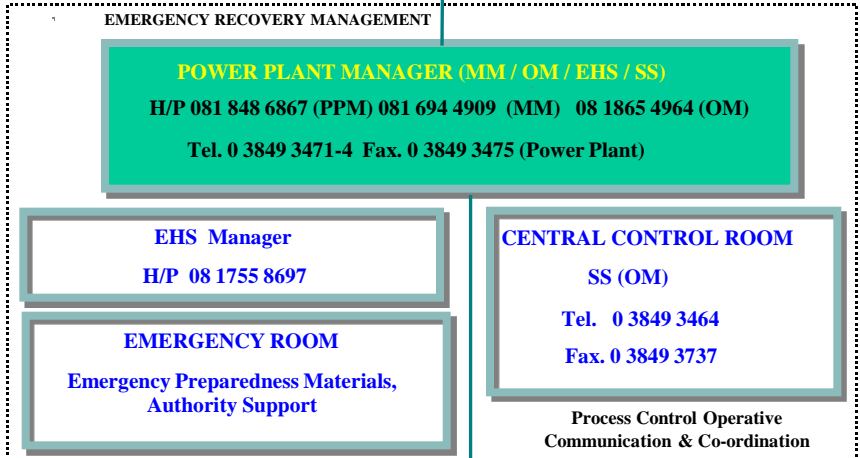 EMERGENCY RECOVERY MANAGEMENT
POWER PLANT MANAGER (MM / OM / EHS / SS)
H/P 081 848 6867 (PPM) 081 694 4909 (MM) 08 1865 4964 (OM)
Tel. 0 3849 3471-4 Fax. 0 3849 3475 (Power Plant)
EHS Manager
H/P 08 1755 8697
EMERGENCY ROOM
Emergency Preparedness Materials,
Authority Support
CENTRAL CONTROL ROOM
SS (OM)
Tel. 0 3849 3464
Fax. 0 3849 3737
Process Control Operative
Communication & Co-ordination